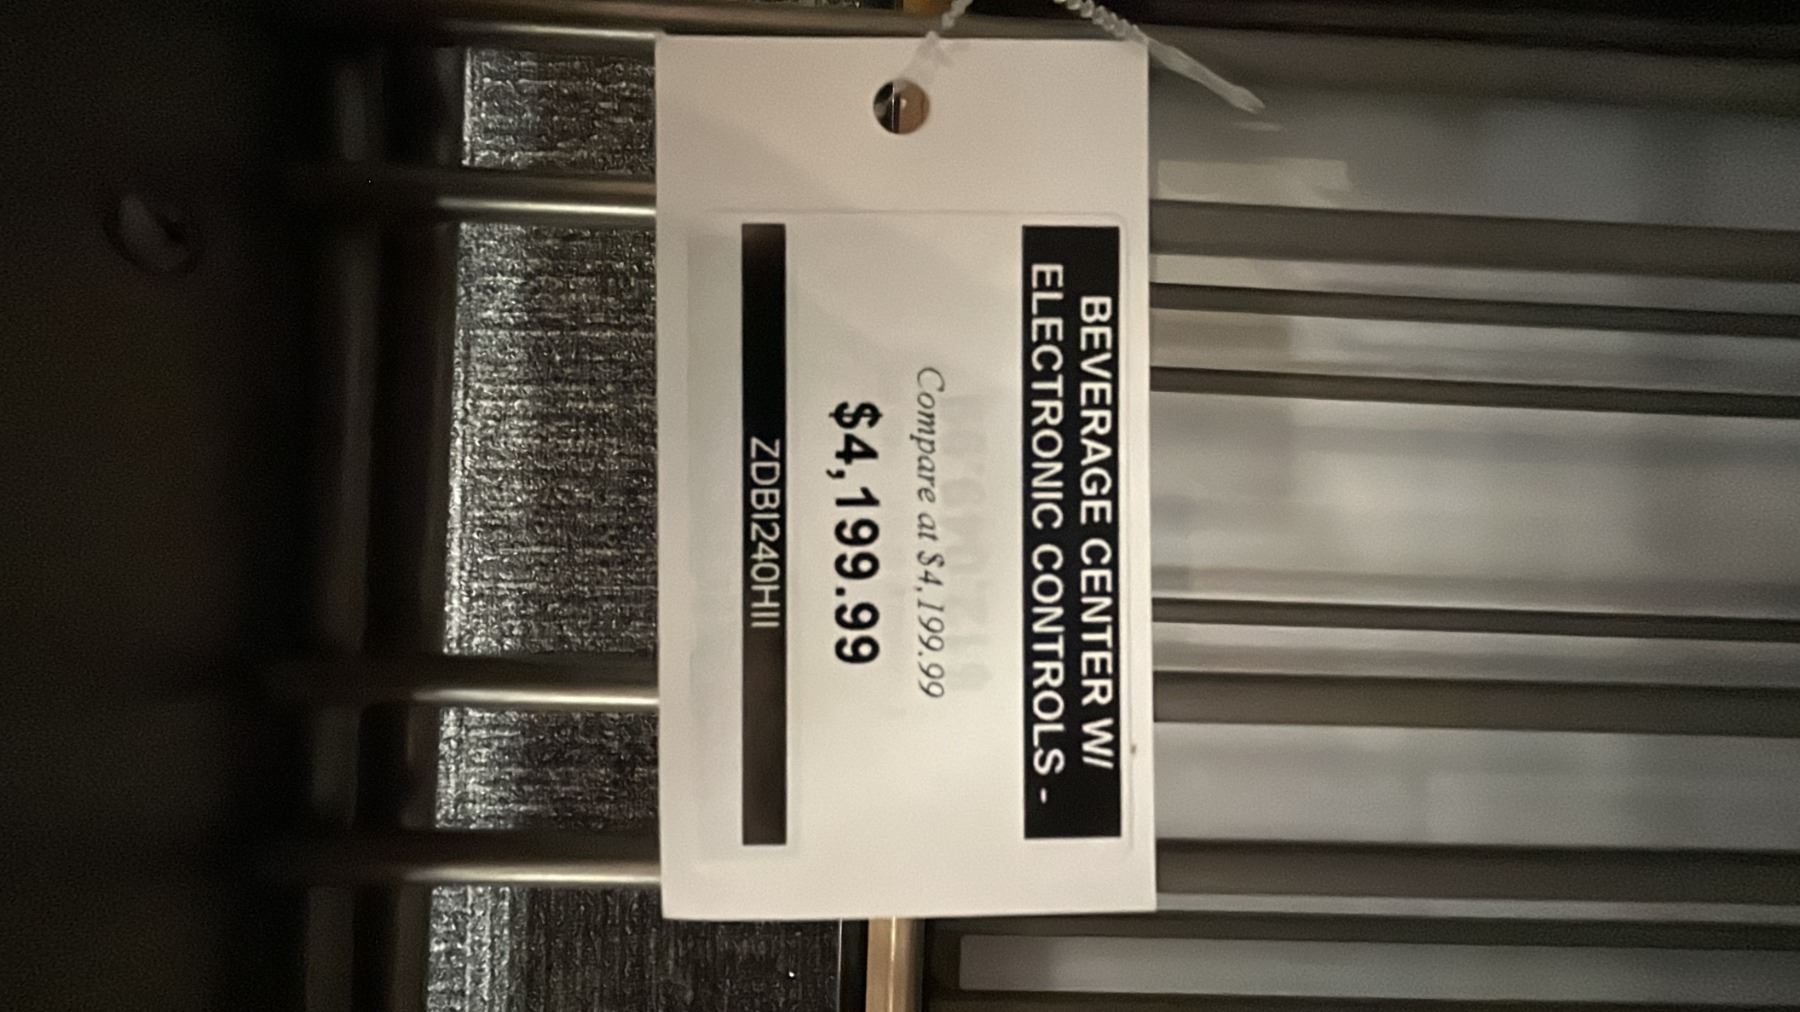 BEVERAGE CENTER W/
ELECTRONIC CONTROLS -
Compare at $4,199.99
$4,199.99
ZDBI240HII